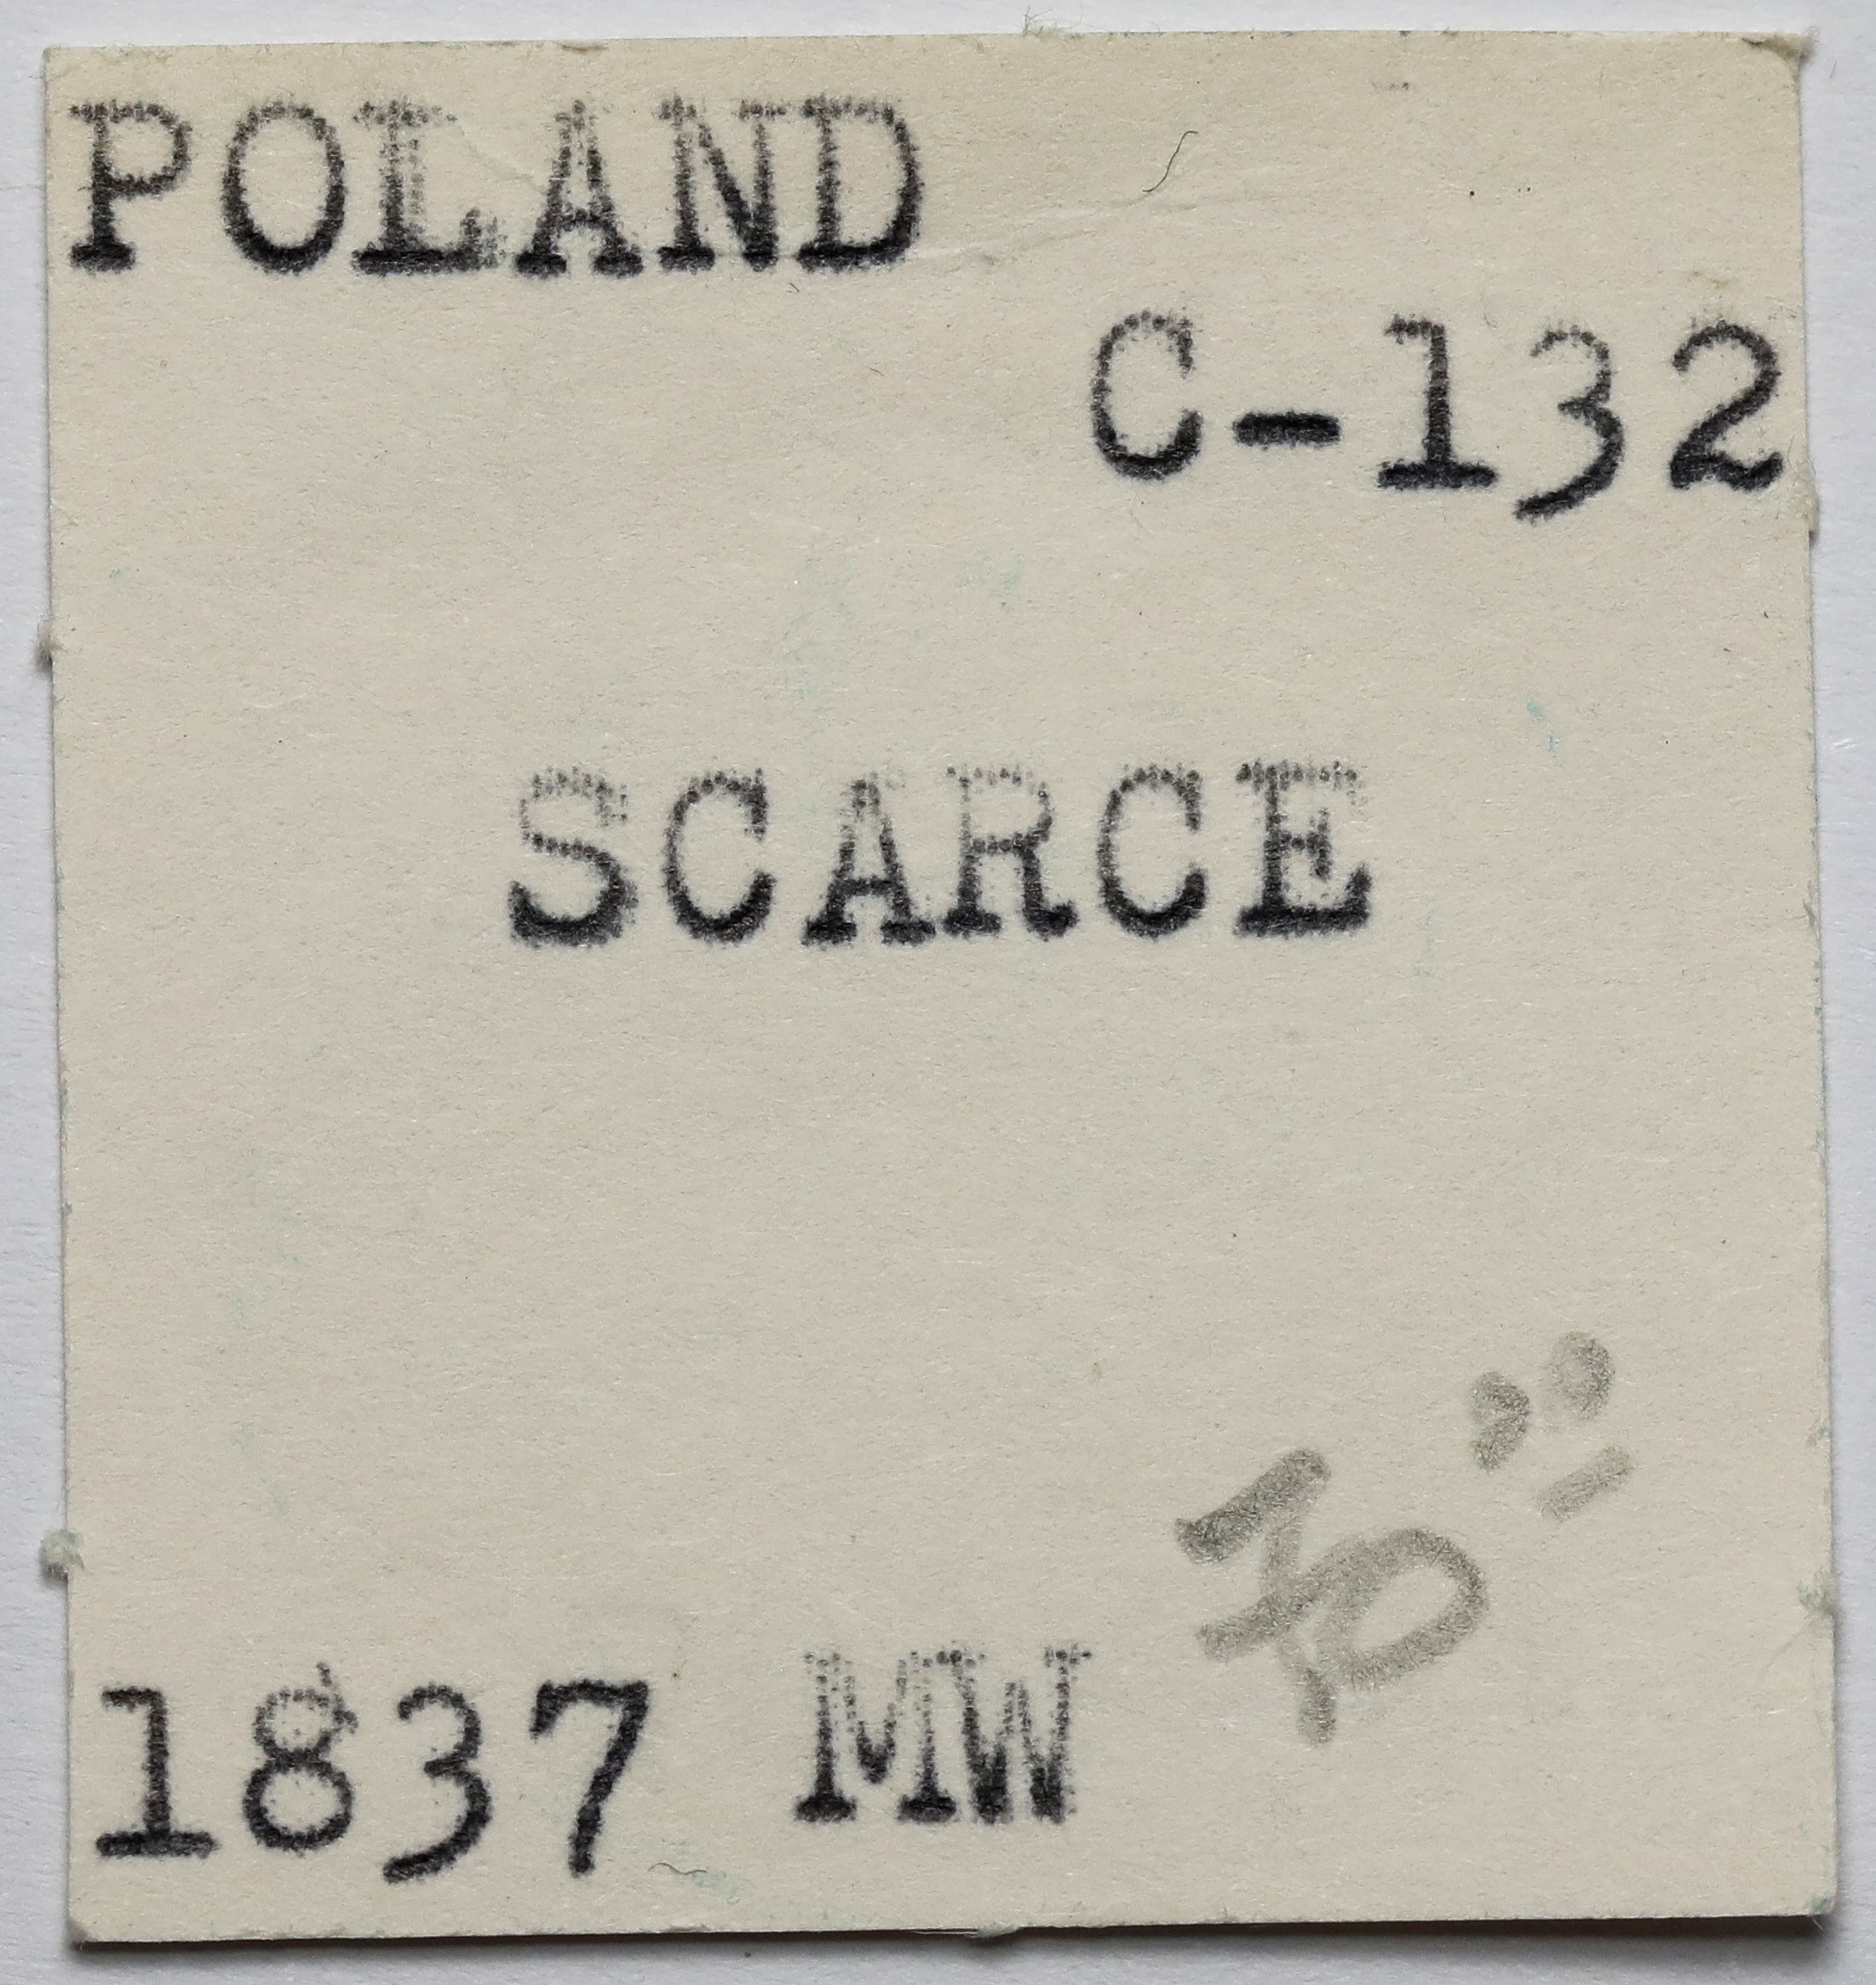 POLAND
C-132
SCARCE
1837 MW